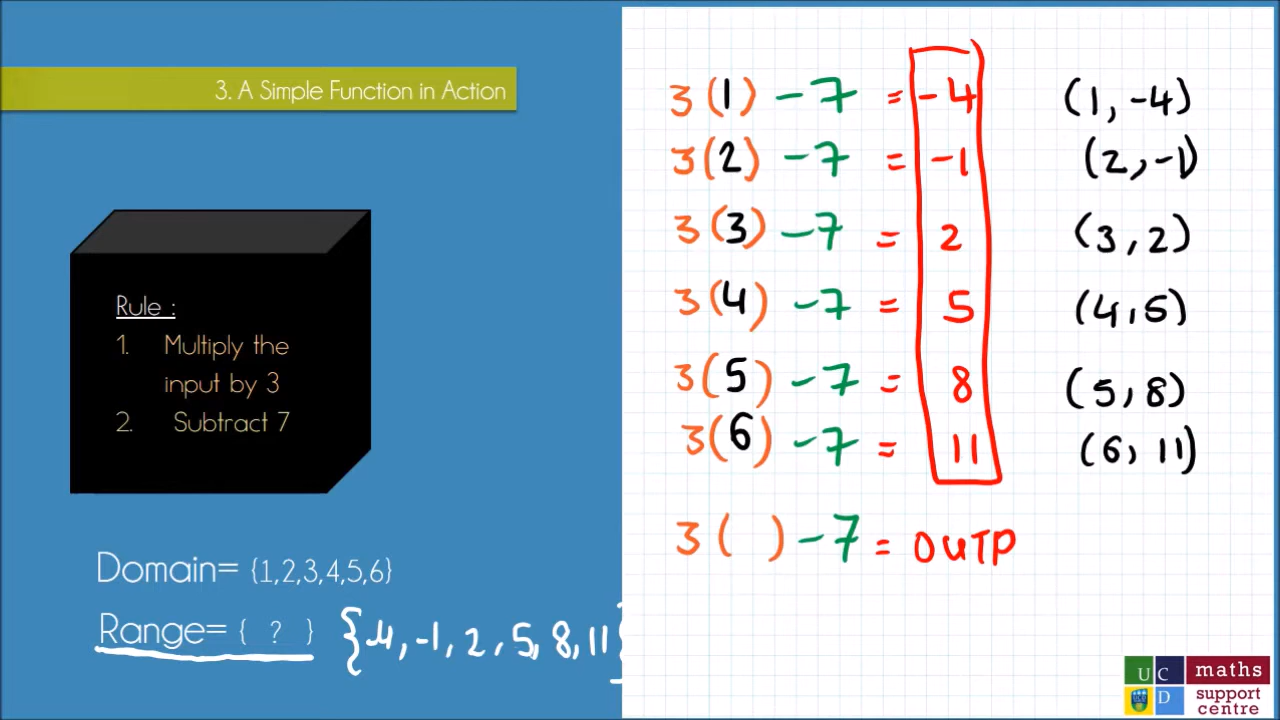 3. A Simple Function in Action
Rule :
1. Multiply the
input by 3
2. Subtract 7
Domain= {1,2,3,4,5,6}
Range= { ? } {-4, -1, 2, 5, 8, 11}
3(1) -7 = -4 (1, -4)
3(2) -7 = -1 (2, -1)
3(3) -7 = 2 (3, 2)
3(4) -7 = 5 (4, 5)
3(5) -7 = 8 (5, 8)
3(6) -7 = 11 (6, 11)
3( ) -7 = OUTP
UCD maths
support
centre